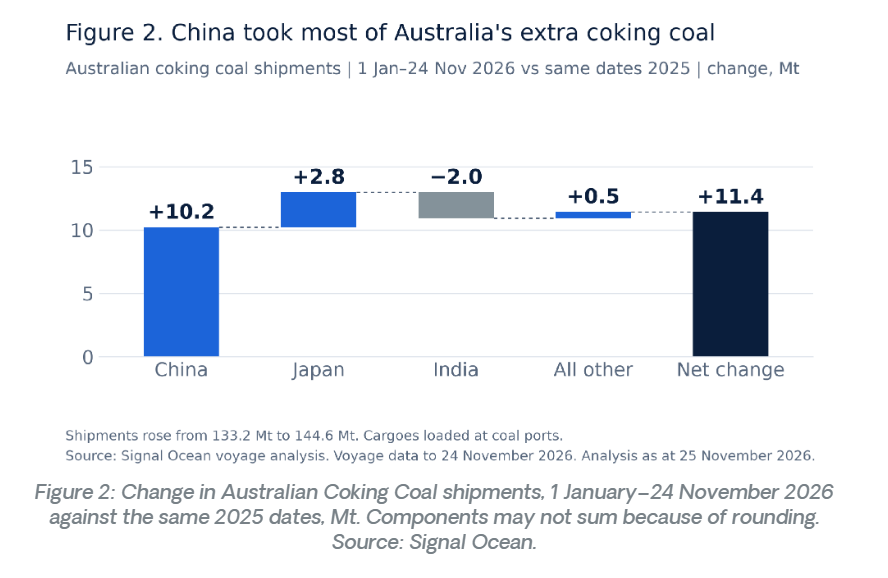 Figure 2. China took most of Australia's extra coking coal
Australian coking coal shipments | 1 Jan–24 Nov 2026 vs same dates 2025 | change, Mt
15
10
5
0
+10.2
+2.8
−2.0
+0.5
+11.4
China
Japan
India
All other
Net change
Shipments rose from 133.2 Mt to 144.6 Mt. Cargoes loaded at coal ports.
Source: Signal Ocean voyage analysis. Voyage data to 24 November 2026. Analysis as at 25 November 2026.
Figure 2: Change in Australian Coking Coal shipments, 1 January–24 November 2026
against the same 2025 dates, Mt. Components may not sum because of rounding.
Source: Signal Ocean.